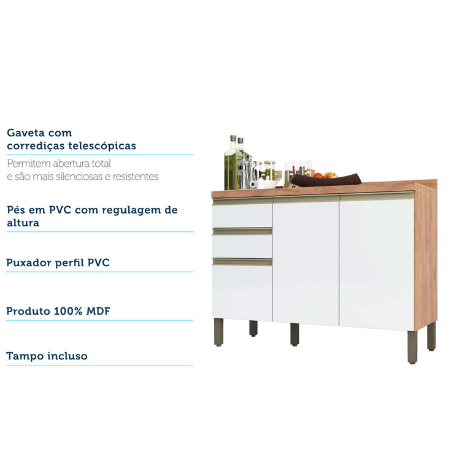 Gaveta com
corrediças telescópicas
Permitem abertura total
e são mais silenciosas e resistentes
Pés em PVC com regulagem de
altura
Puxador perfil PVC
Produto 100% MDF
Tampo incluso